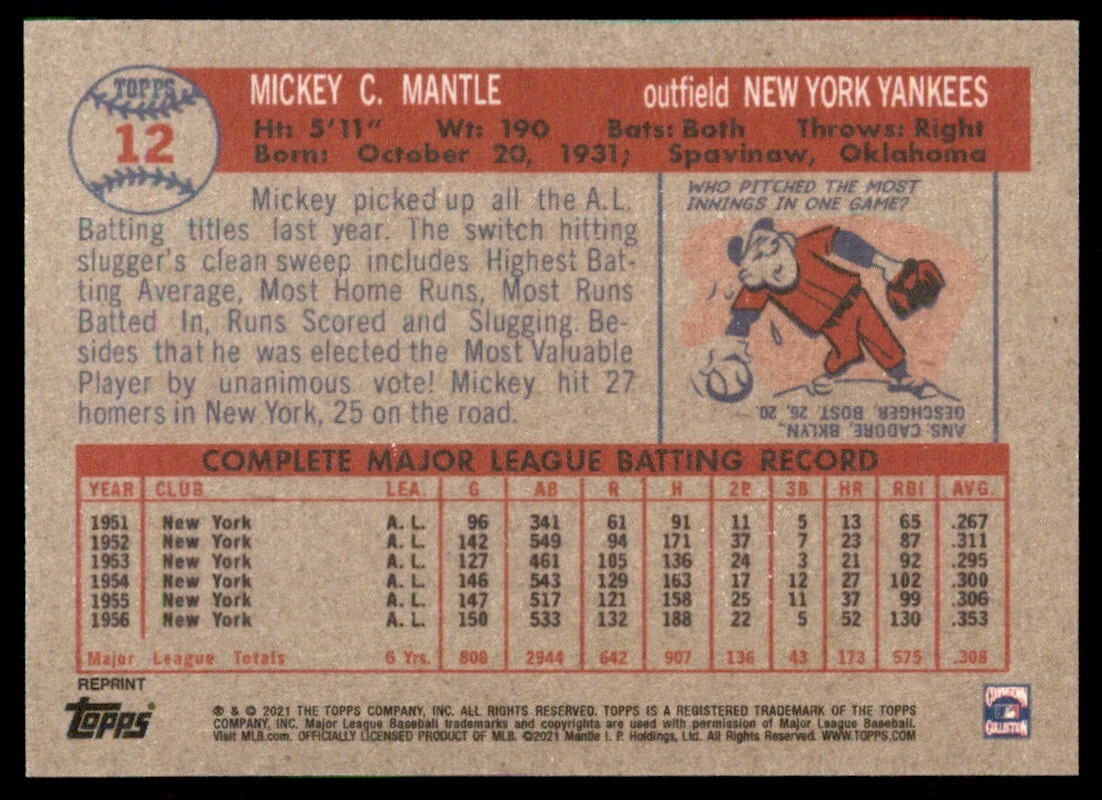 TOPPS
12
MICKEY C. MANTLE outfield NEW YORK YANKEES
Ht: 5'11" Wt: 190 Bats: Both Throws: Right
Born: October 20, 1931; Spavinaw, Oklahoma
Mickey picked up all the A.L.
Batting titles last year. The switch hitting
slugger's clean sweep includes Highest Bat-
ting Average, Most Home Runs, Most Runs
Batted In, Runs Scored and Slugging. Be-
sides that he was elected the Most Valuable
Player by unanimous vote! Mickey hit 27
homers in New York, 25 on the road.
WHO PITCHED THE MOST
INNINGS IN ONE GAME?
ANS: CADORE, BKLYN.,
OESCHGER, BOST. 26, 20.
COMPLETE MAJOR LEAGUE BATTING RECORD
YEAR CLUB LEA. G AB R H 2B 3B HR RBI AVG.
1951 New York A. L. 96 341 61 91 11 5 13 65 .267
1952 New York A. L. 142 549 94 171 37 7 23 87 .311
1953 New York A. L. 127 461 105 136 24 3 21 92 .295
1954 New York A. L. 146 543 129 163 17 12 27 102 .300
1955 New York A. L. 147 517 121 158 25 11 37 99 .306
1956 New York A. L. 150 533 132 188 22 5 52 130 .353
Major League Totals 6 Yrs. 808 2944 642 907 136 43 173 575 .308
REPRINT
topps
® & © 2021 THE TOPPS COMPANY, INC. ALL RIGHTS RESERVED. TOPPS IS A REGISTERED TRADEMARK OF THE TOPPS
COMPANY, INC. Major League Baseball trademarks and copyrights are used with permission of Major League Baseball.
Visit MLB.com. OFFICIALLY LICENSED PRODUCT OF MLB. ©2021 Mantle I. P. Holdings, Ltd. All Rights Reserved. WWW.TOPPS.COM
COOPERSTOWN
COLLECTION